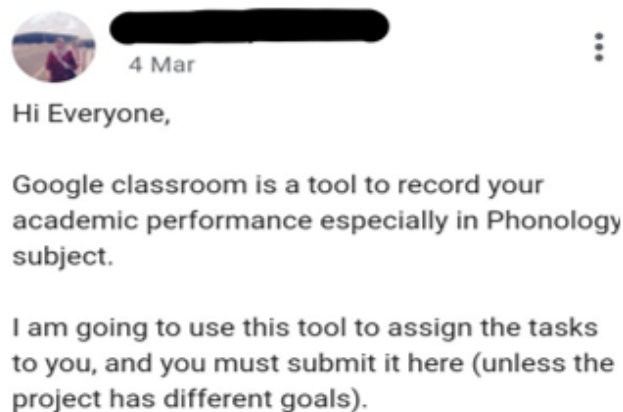 4 Mar
Hi Everyone,
Google classroom is a tool to record your
academic performance especially in Phonology
subject.
I am going to use this tool to assign the tasks
to you, and you must submit it here (unless the
project has different goals).